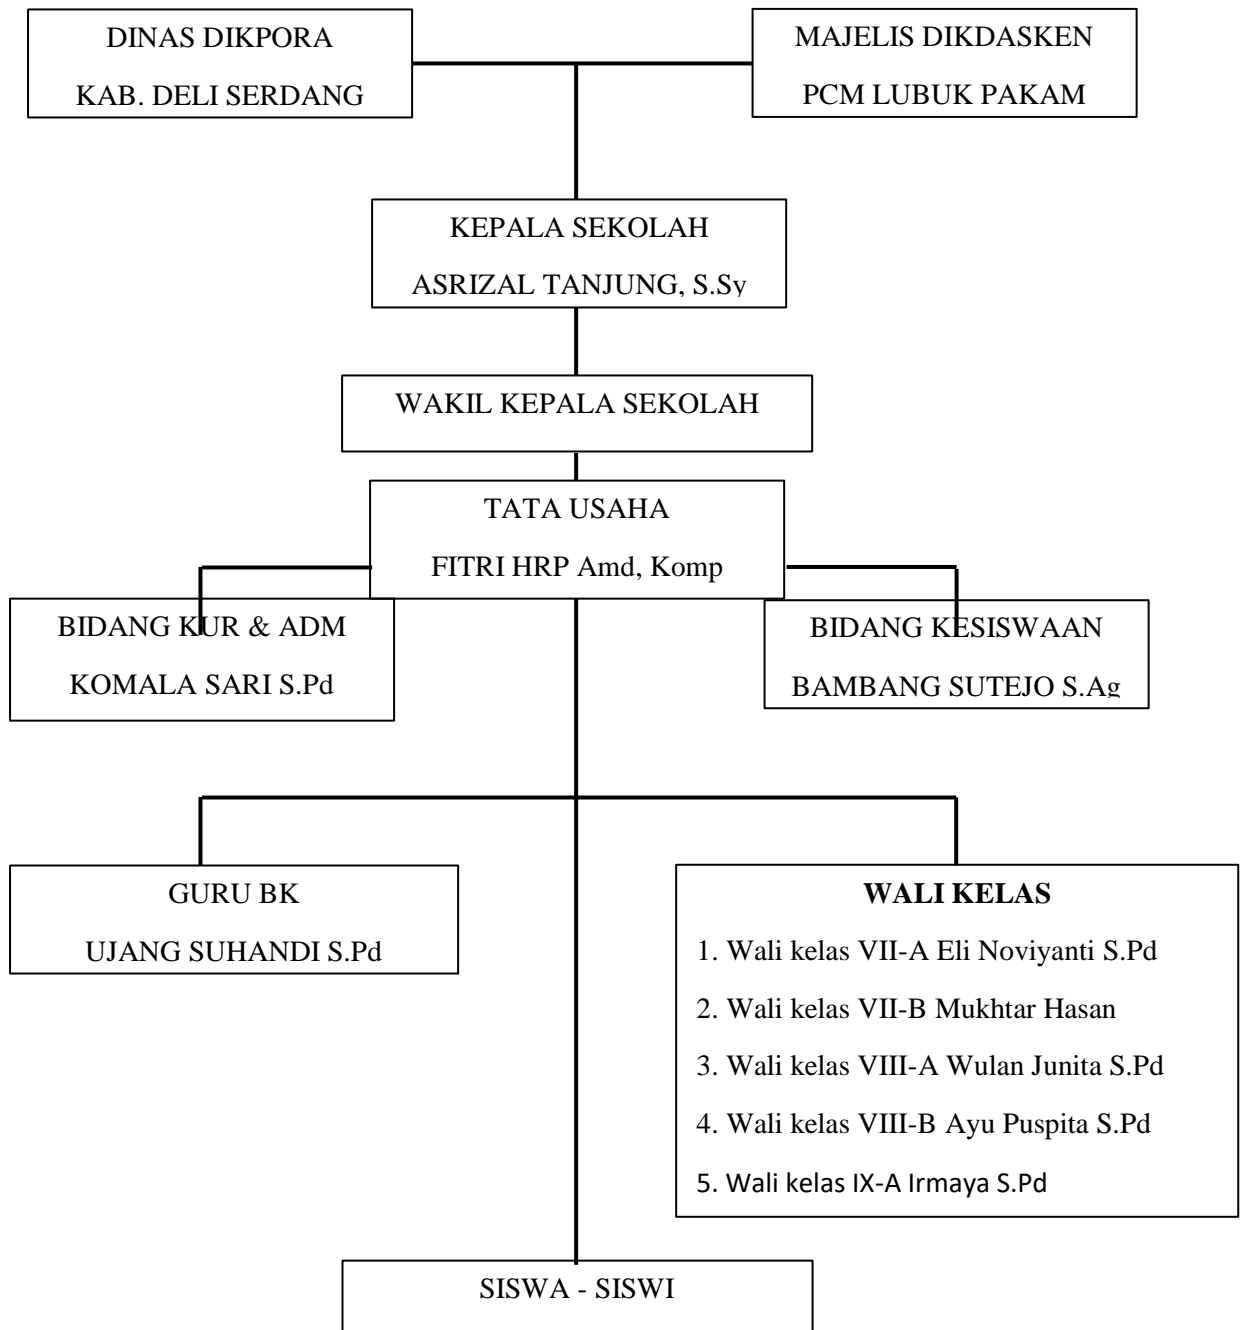 DINAS DIKPORA
KAB. DELI SERDANG
MAJELIS DIKDASKEN
PCM LUBUK PAKAM
KEPALA SEKOLAH
ASRIZAL TANJUNG, S.Sy
WAKIL KEPALA SEKOLAH
TATA USAHA
FITRI HRP Amd, Komp
BIDANG KUR & ADM
KOMALA SARI S.Pd
BIDANG KESISWAAN
BAMBANG SUTEJO S.Ag
GURU BK
UJANG SUHANDI S.Pd
WALI KELAS
1. Wali kelas VII-A Eli Noviyanti S.Pd
2. Wali kelas VII-B Mukhtar Hasan
3. Wali kelas VIII-A Wulan Junita S.Pd
4. Wali kelas VIII-B Ayu Puspita S.Pd
5. Wali kelas IX-A Irmaya S.Pd
SISWA - SISWI